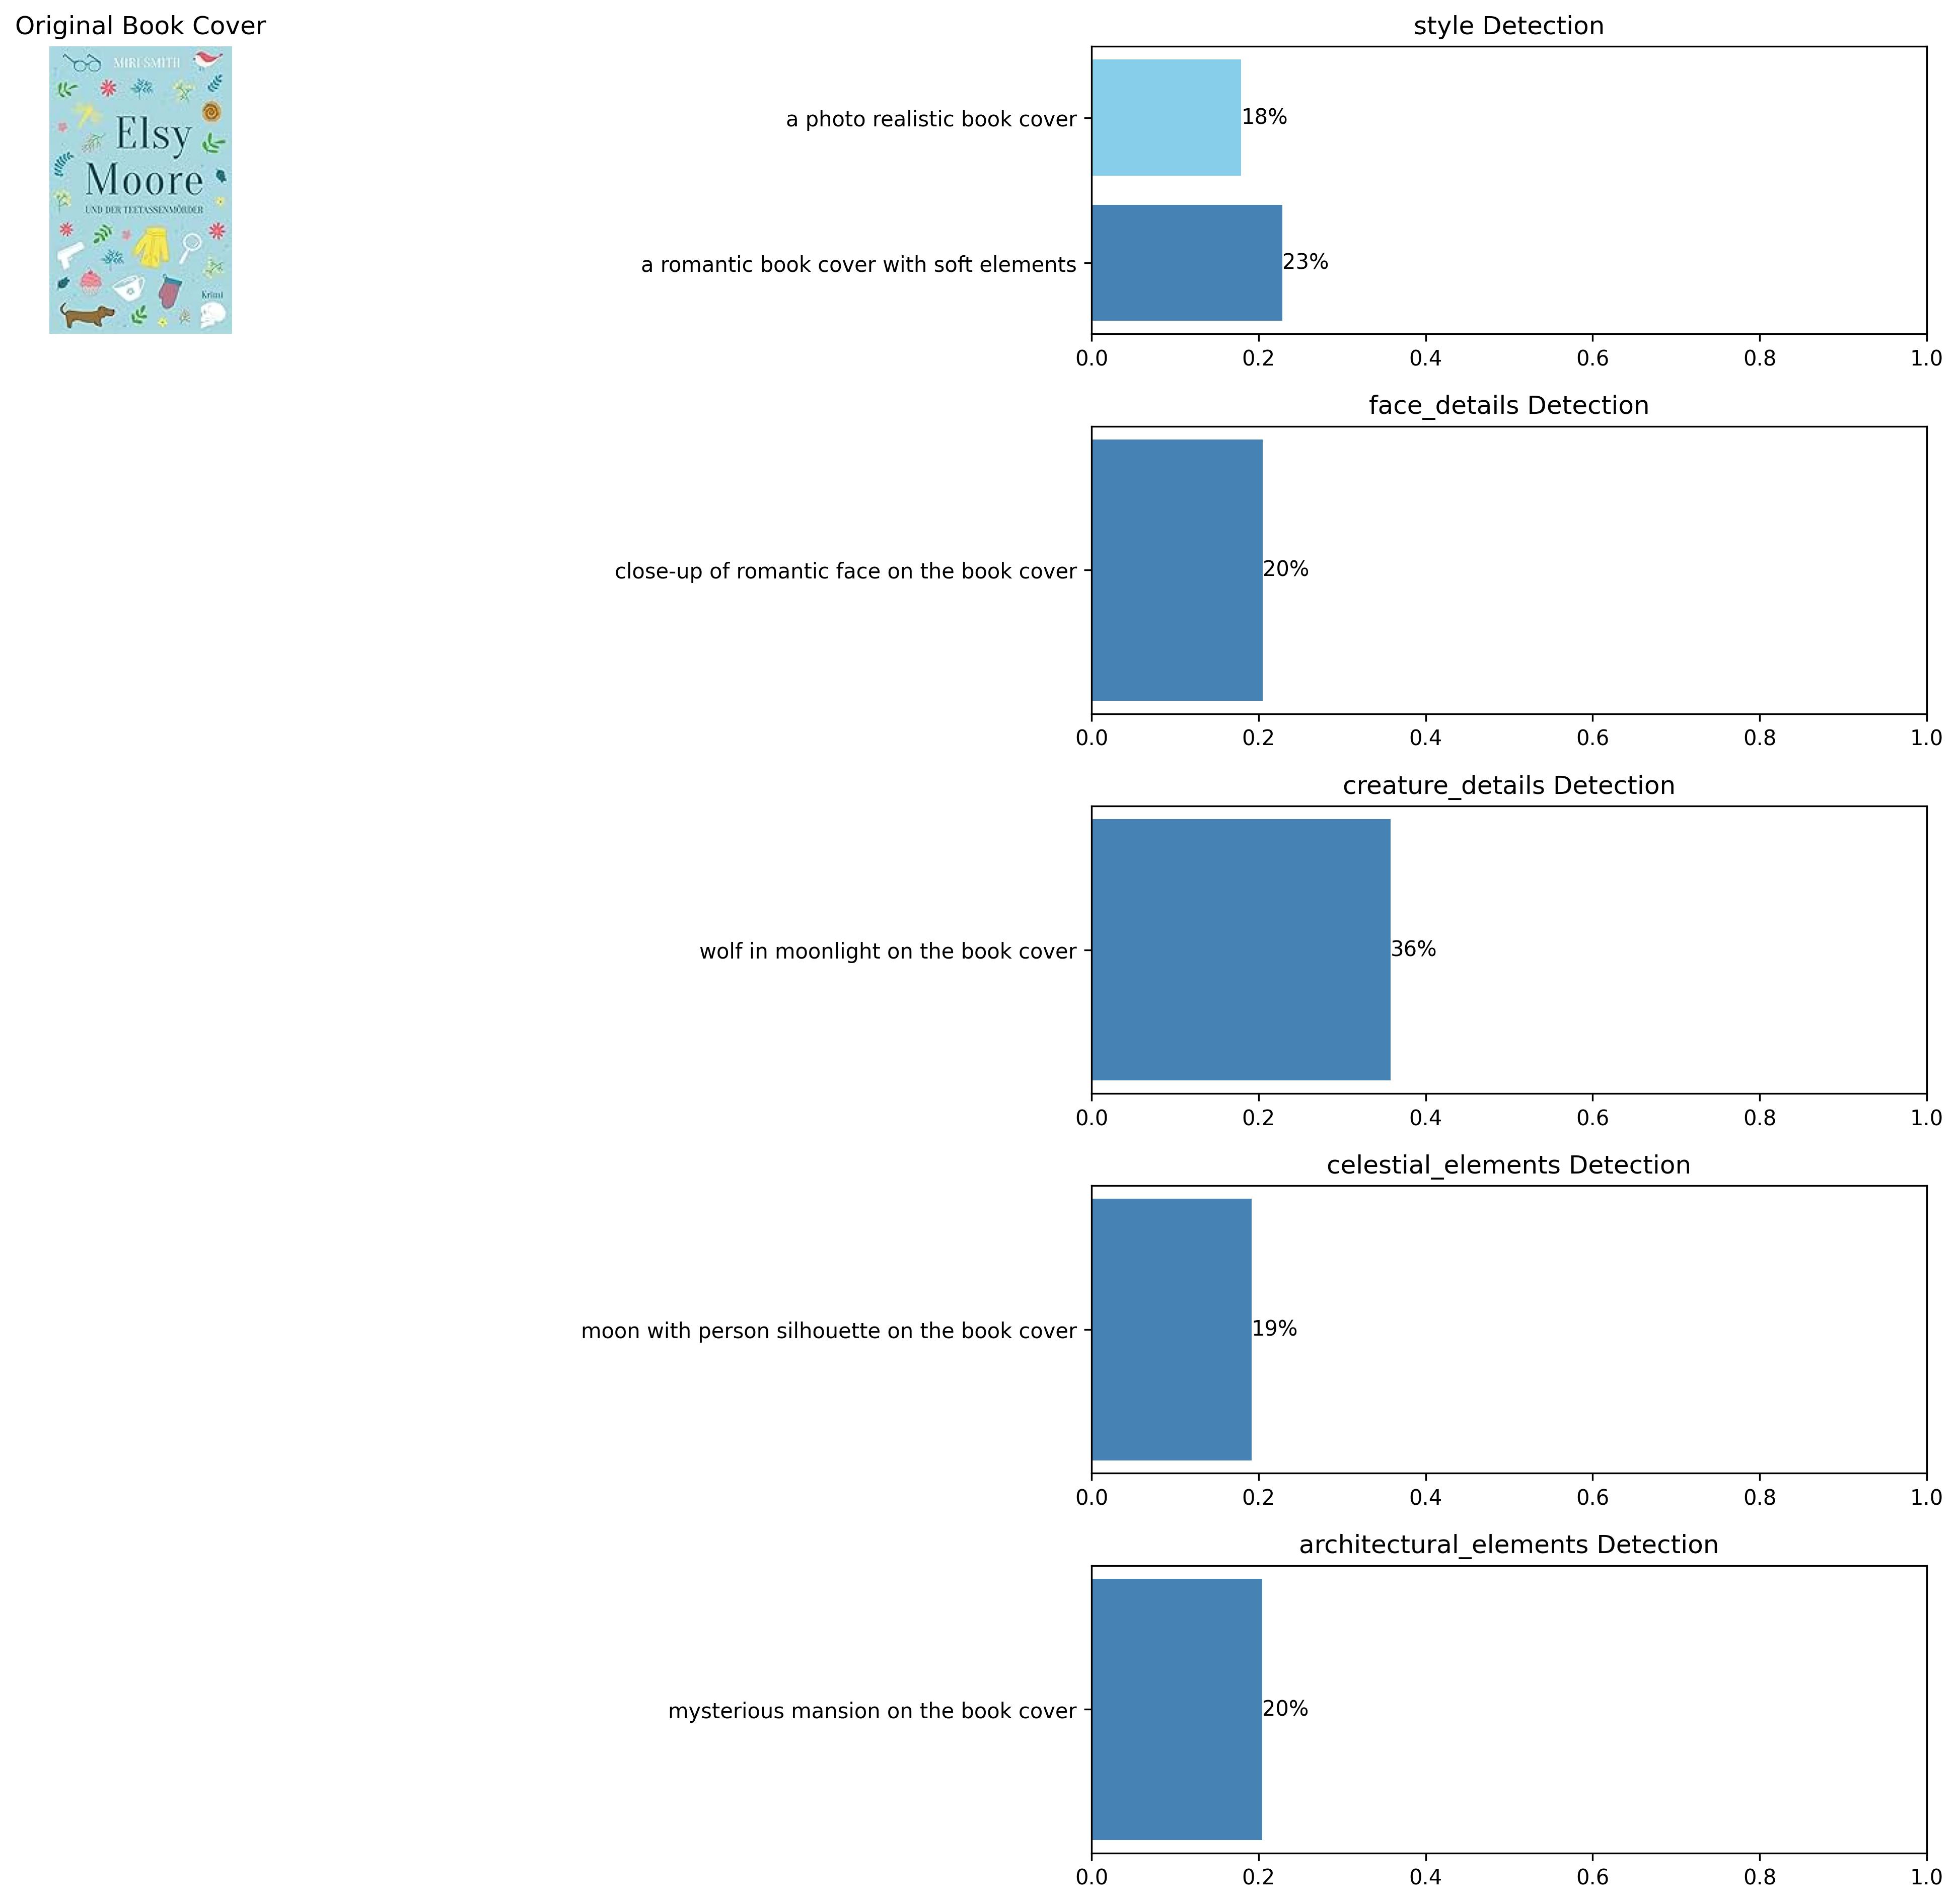 Original Book Cover
MIRI SMITH
Elsy
Moore
UND DER TEETASSENMÖRDER
Krimi
style Detection
a photo realistic book cover
18%
a romantic book cover with soft elements
23%
0.0 0.2 0.4 0.6 0.8 1.0
face_details Detection
close-up of romantic face on the book cover
20%
0.0 0.2 0.4 0.6 0.8 1.0
creature_details Detection
wolf in moonlight on the book cover
36%
0.0 0.2 0.4 0.6 0.8 1.0
celestial_elements Detection
moon with person silhouette on the book cover
19%
0.0 0.2 0.4 0.6 0.8 1.0
architectural_elements Detection
mysterious mansion on the book cover
20%
0.0 0.2 0.4 0.6 0.8 1.0